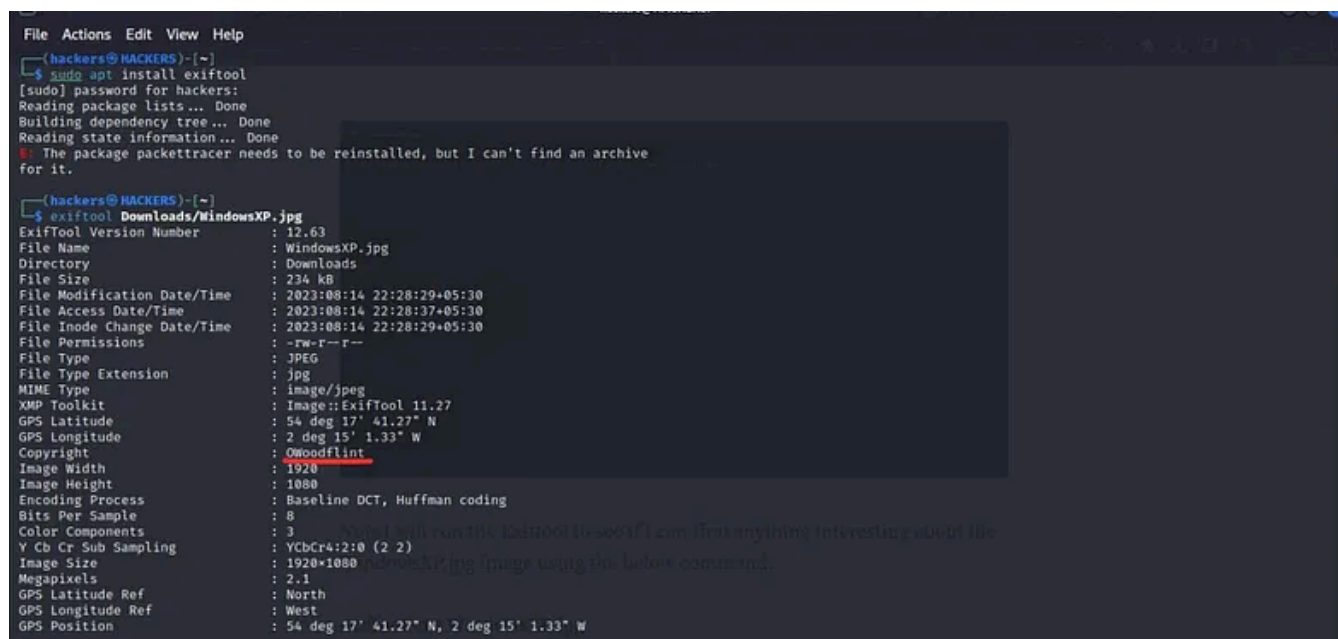 File Actions Edit View Help
(hackers㉿HACKERS)-[~]
$ sudo apt install exiftool
[sudo] password for hackers:
Reading package lists... Done
Building dependency tree... Done
Reading state information... Done
E: The package packettracer needs to be reinstalled, but I can't find an archive
for it.
(hackers㉿HACKERS)-[~]
$ exiftool Downloads/WindowsXP.jpg
ExifTool Version Number : 12.63
File Name : WindowsXP.jpg
Directory : Downloads
File Size : 234 kB
File Modification Date/Time : 2023:08:14 22:28:29+05:30
File Access Date/Time : 2023:08:14 22:28:37+05:30
File Inode Change Date/Time : 2023:08:14 22:28:29+05:30
File Permissions : -rw-r--r--
File Type : JPEG
File Type Extension : jpg
MIME Type : image/jpeg
XMP Toolkit : Image::ExifTool 11.27
GPS Latitude : 54 deg 17' 41.27" N
GPS Longitude : 2 deg 15' 1.33" W
Copyright : OWoodflint
Image Width : 1920
Image Height : 1080
Encoding Process : Baseline DCT, Huffman coding
Bits Per Sample : 8
Color Components : 3
Y Cb Cr Sub Sampling : YCbCr4:2:0 (2 2)
Image Size : 1920×1080
Megapixels : 2.1
GPS Latitude Ref : North
GPS Longitude Ref : West
GPS Position : 54 deg 17' 41.27" N, 2 deg 15' 1.33" W